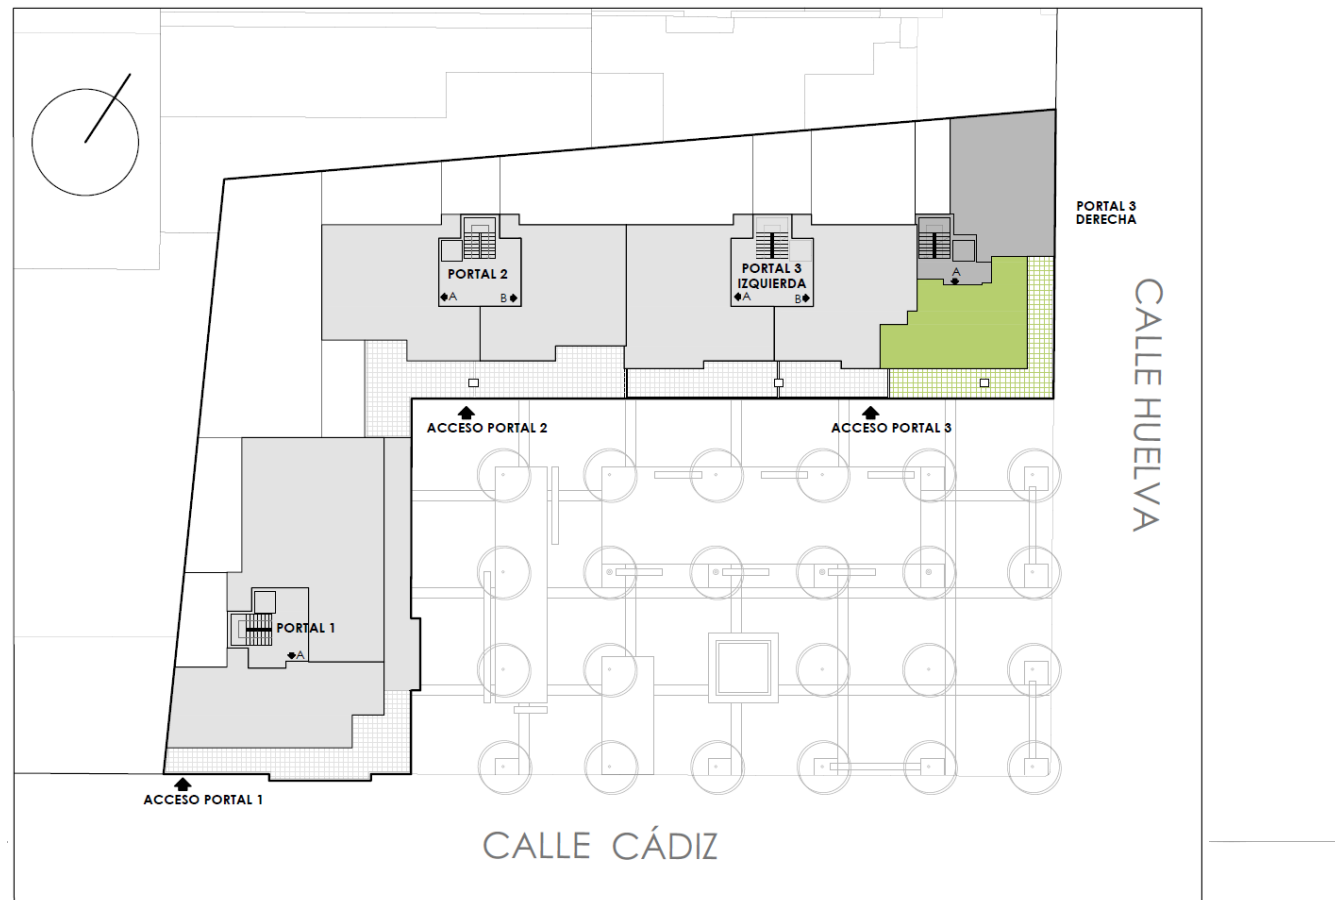 PORTAL 3
DERECHA
PORTAL 2
A
B
PORTAL 3
IZQUIERDA
A
B
A
ACCESO PORTAL 2
ACCESO PORTAL 3
CALLE HUELVA
PORTAL 1
A
ACCESO PORTAL 1
CALLE CÁDIZ